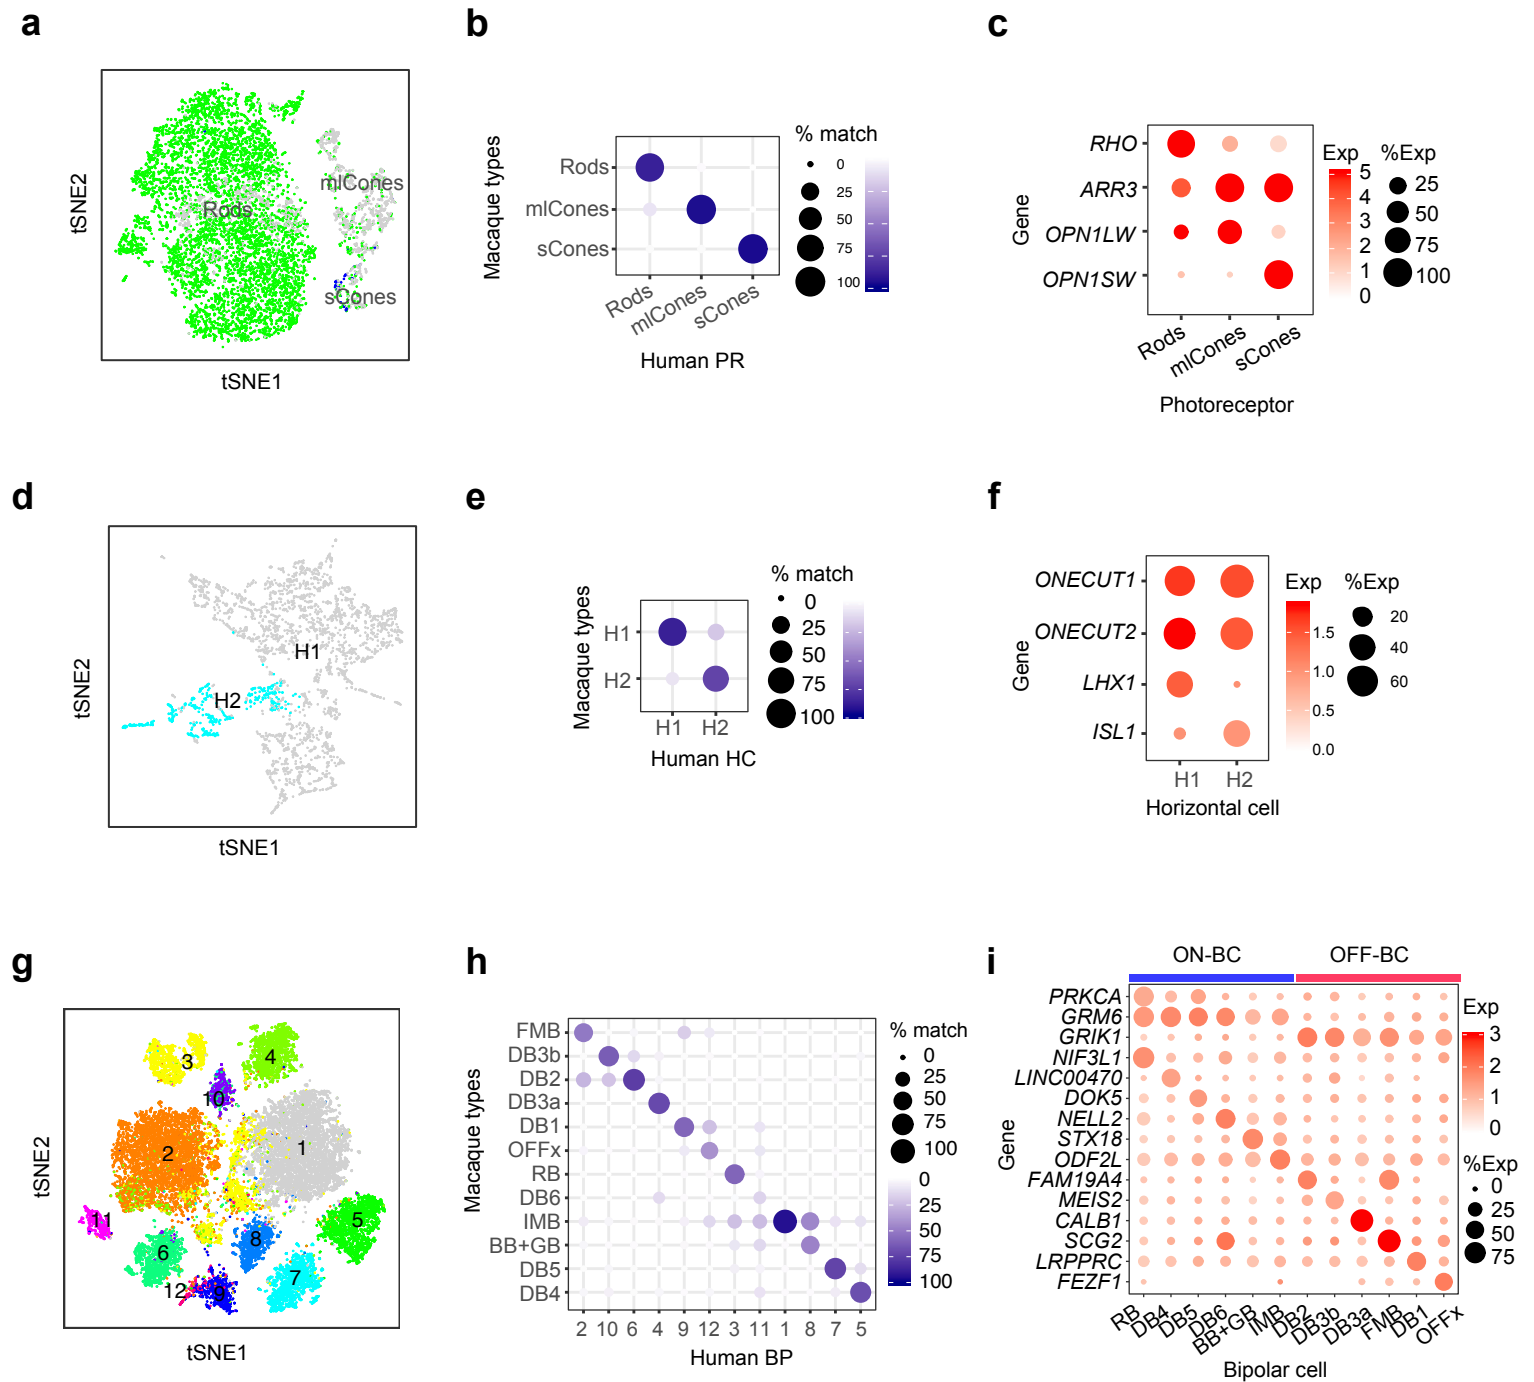 a
tSNE2
mlCones
Rods
sCones
tSNE1
b
Macaque types
Rods
mlCones
sCones
Rods
mlCones
sCones
Human PR
% match
0
25
50
75
100
c
Gene
RHO
ARR3
OPN1LW
OPN1SW
Rods
mlCones
sCones
Photoreceptor
Exp
5
4
3
2
1
0
%Exp
25
50
75
100
d
tSNE2
H1
H2
tSNE1
e
Macaque types
H1
H2
H1 H2
Human HC
% match
0
25
50
75
100
f
Gene
ONECUT1
ONECUT2
LHX1
ISL1
H1 H2
Horizontal cell
Exp
1.5
1.0
0.5
0.0
%Exp
20
40
60
g
tSNE2
3
4
10
1
2
11
5
6
8
7
12
9
tSNE1
h
Macaque types
FMB
DB3b
DB2
DB3a
DB1
OFFx
RB
DB6
IMB
BB+GB
DB5
DB4
2 10 6 4 9 12 3 11 1 8 7 5
Human BP
% match
0
25
50
75
100
0
25
50
75
100
i
ON-BC OFF-BC
Gene
PRKCA
GRM6
GRIK1
NIF3L1
LINC00470
DOK5
NELL2
STX18
ODF2L
FAM19A4
MEIS2
CALB1
SCG2
LRPPRC
FEZF1
RB
DB4
DB5
DB6
BB+GB
IMB
DB2
DB3b
DB3a
FMB
DB1
OFFx
Bipolar cell
Exp
3
2
1
0
%Exp
0
25
50
75